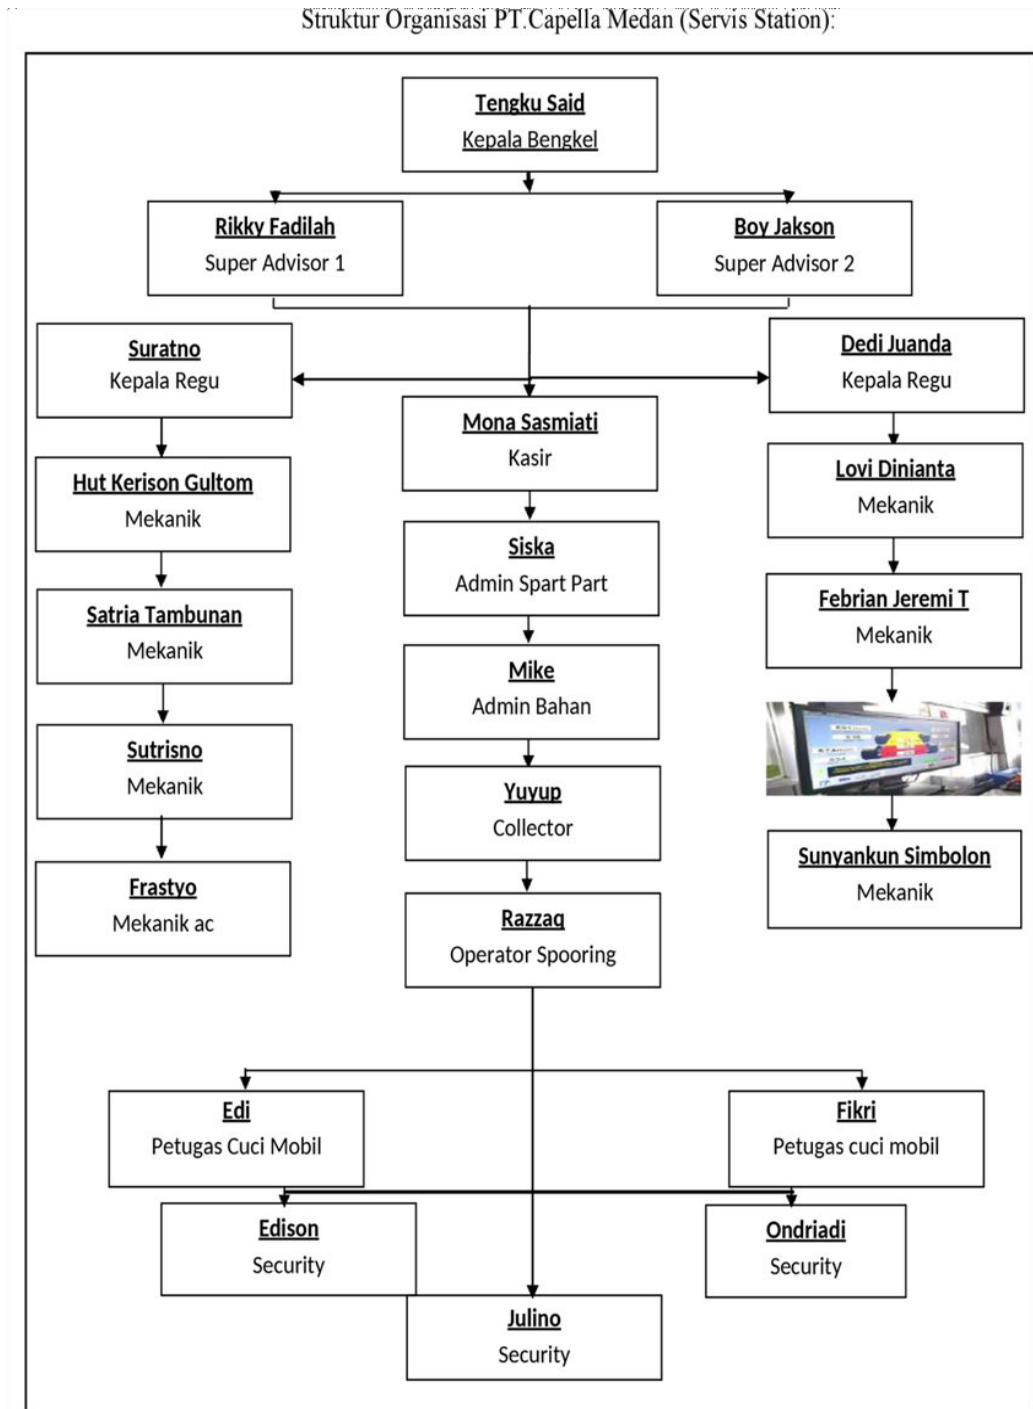 Struktur Organisasi PT.Capella Medan (Servis Station):
Tengku Said
Kepala Bengkel
Rikky Fadilah
Super Advisor 1
Boy Jakson
Super Advisor 2
Suratno
Kepala Regu
Dedi Juanda
Kepala Regu
Mona Sasmiati
Kasir
Hut Kerison Gultom
Mekanik
Lovi Dinianta
Mekanik
Siska
Admin Spart Part
Satria Tambunan
Mekanik
Febrian Jeremi T
Mekanik
Mike
Admin Bahan
Sutrisno
Mekanik
Yuyup
Collector
Sunyankun Simbolon
Mekanik
Frastyo
Mekanik ac
Razzaq
Operator Spooring
Edi
Petugas Cuci Mobil
Fikri
Petugas cuci mobil
Edison
Security
Ondriadi
Security
Julino
Security